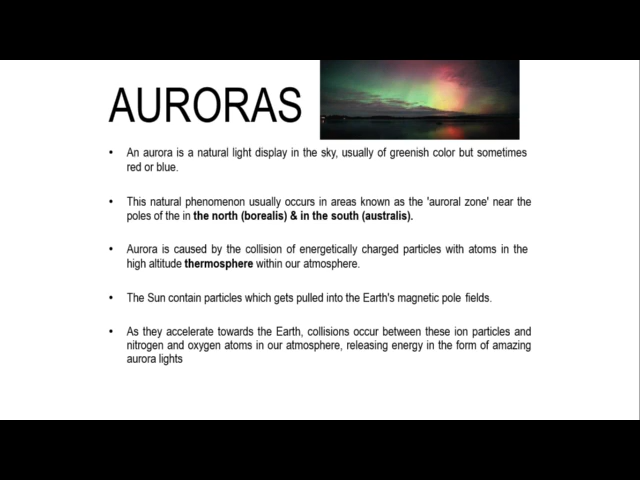 AURORAS
• An aurora is a natural light display in the sky, usually of greenish color but sometimes
red or blue.
• This natural phenomenon usually occurs in areas known as the 'auroral zone' near the
poles of the in the north (borealis) & in the south (australis).
• Aurora is caused by the collision of energetically charged particles with atoms in the
high altitude thermosphere within our atmosphere.
• The Sun contain particles which gets pulled into the Earth's magnetic pole fields.
• As they accelerate towards the Earth, collisions occur between these ion particles and
nitrogen and oxygen atoms in our atmosphere, releasing energy in the form of amazing
aurora lights